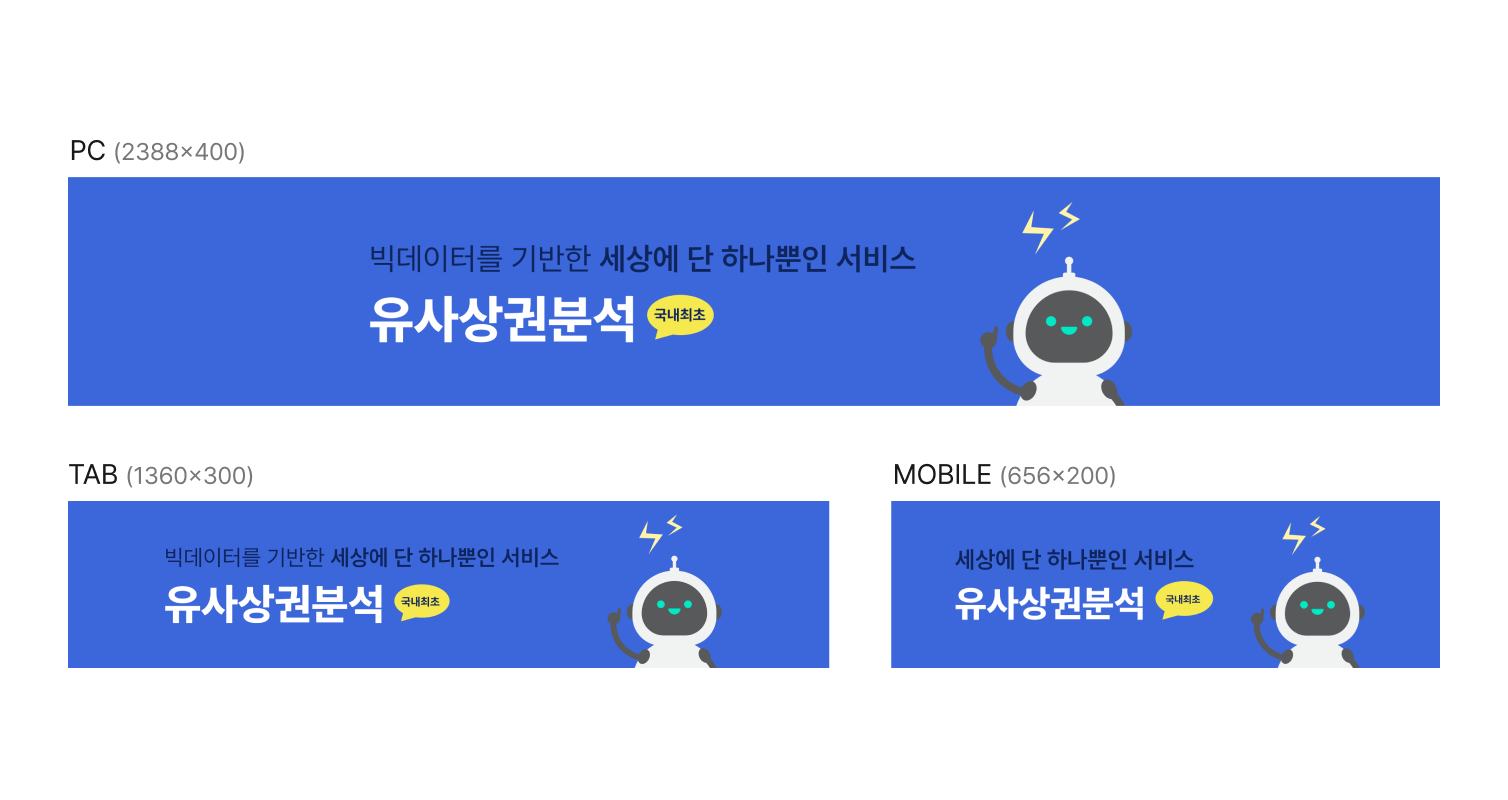 PC (2388×400)
빅데이터를 기반한 세상에 단 하나뿐인 서비스
유사상권분석 국내최초
TAB (1360×300)
빅데이터를 기반한 세상에 단 하나뿐인 서비스
유사상권분석 국내최초
MOBILE (656×200)
세상에 단 하나뿐인 서비스
유사상권분석 국내최초